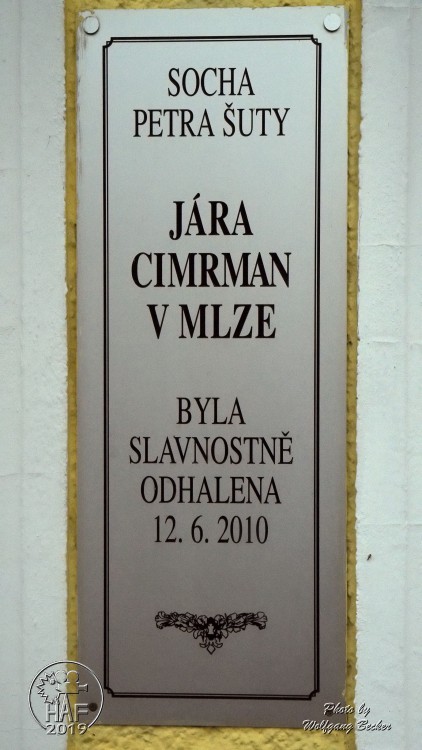 SOCHA
PETRA ŠUTY
JÁRA
CIMRMAN
V MLZE
BYLA
SLAVNOSTNĚ
ODHALENA
12. 6. 2010
HAF
2019
Photo by
Wolfgang Becker